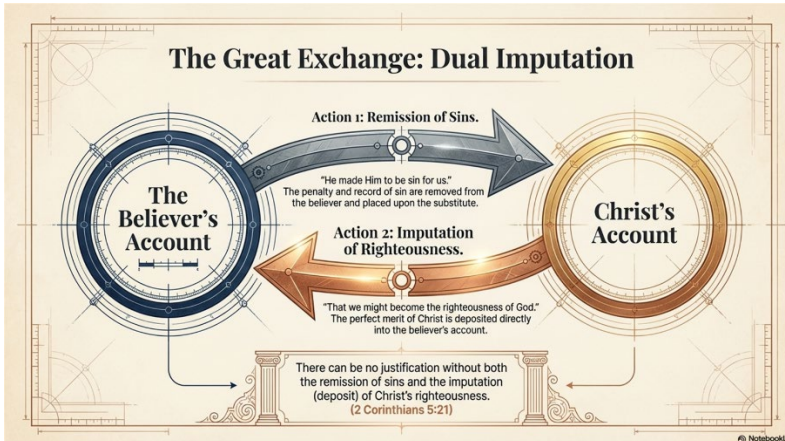 The Great Exchange: Dual Imputation
Action 1: Remission of Sins.
"He made Him to be sin for us."
The penalty and record of sin are removed from
the believer and placed upon the substitute.
The
Believer's
Account
Christ's
Account
Action 2: Imputation
of Righteousness.
"That we might become the righteousness of God."
The perfect merit of Christ is deposited directly
into the believer's account.
There can be no justification without both
the remission of sins and the imputation
(deposit) of Christ's righteousness.
(2 Corinthians 5:21)